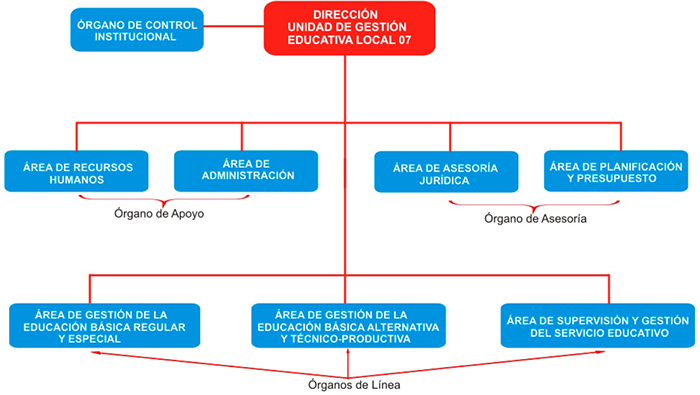 ÓRGANO DE CONTROL
INSTITUCIONAL
DIRECCIÓN
UNIDAD DE GESTIÓN
EDUCATIVA LOCAL 07
ÁREA DE RECURSOS
HUMANOS
ÁREA DE
ADMINISTRACIÓN
ÁREA DE ASESORÍA
JURÍDICA
ÁREA DE PLANIFICACIÓN
Y PRESUPUESTO
Órgano de Apoyo
Órgano de Asesoría
ÁREA DE GESTIÓN DE LA
EDUCACIÓN BÁSICA REGULAR
Y ESPECIAL
ÁREA DE GESTIÓN DE LA
EDUCACIÓN BÁSICA ALTERNATIVA
Y TÉCNICO-PRODUCTIVA
ÁREA DE SUPERVISIÓN Y GESTIÓN
DEL SERVICIO EDUCATIVO
Órganos de Línea